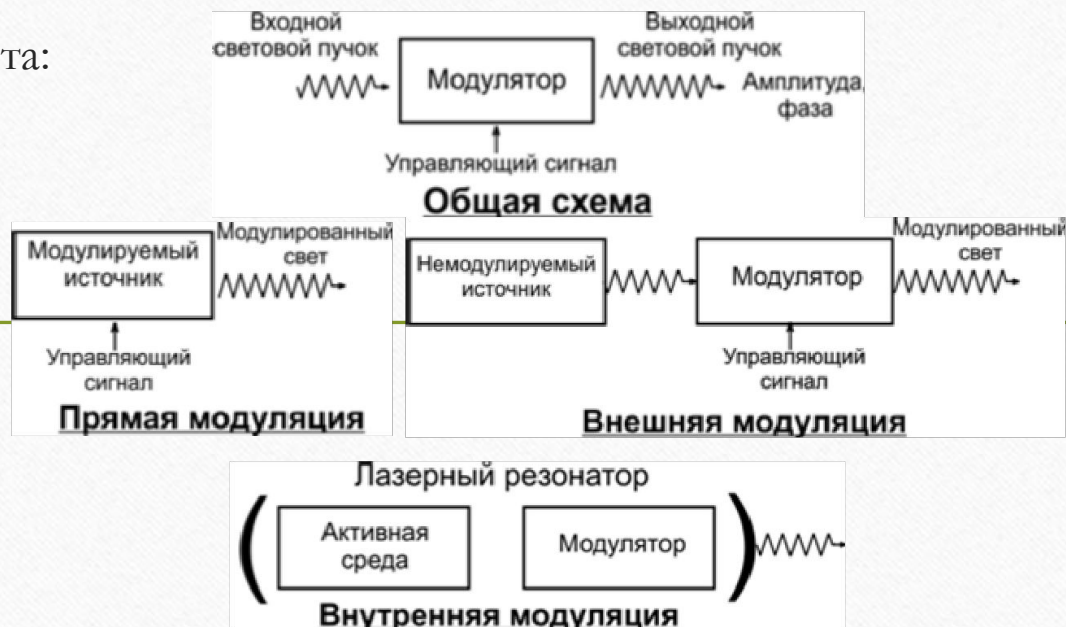 та:
Входной
световой пучок
Модулятор
Выходной
световой пучок
Амплитуда,
фаза
Управляющий сигнал
Общая схема
Модулируемый
источник
Модулированный
свет
Управляющий
сигнал
Прямая модуляция
Немодулируемый
источник
Модулятор
Модулированный
свет
Управляющий
сигнал
Внешняя модуляция
Лазерный резонатор
Активная
среда
Модулятор
Внутренняя модуляция